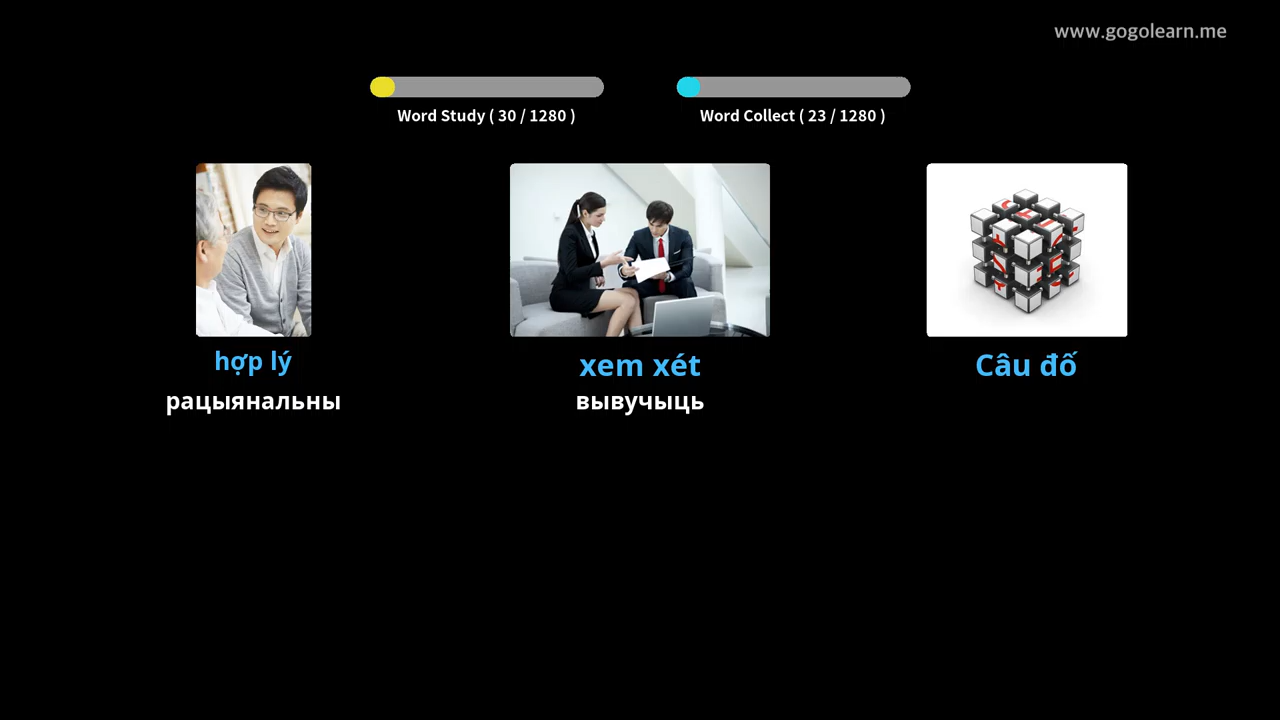 www.gogolearn.me
Word Study ( 30 / 1280 )
Word Collect ( 23 / 1280 )
hợp lý
рацыянальны
xem xét
вывучыць
Câu đố